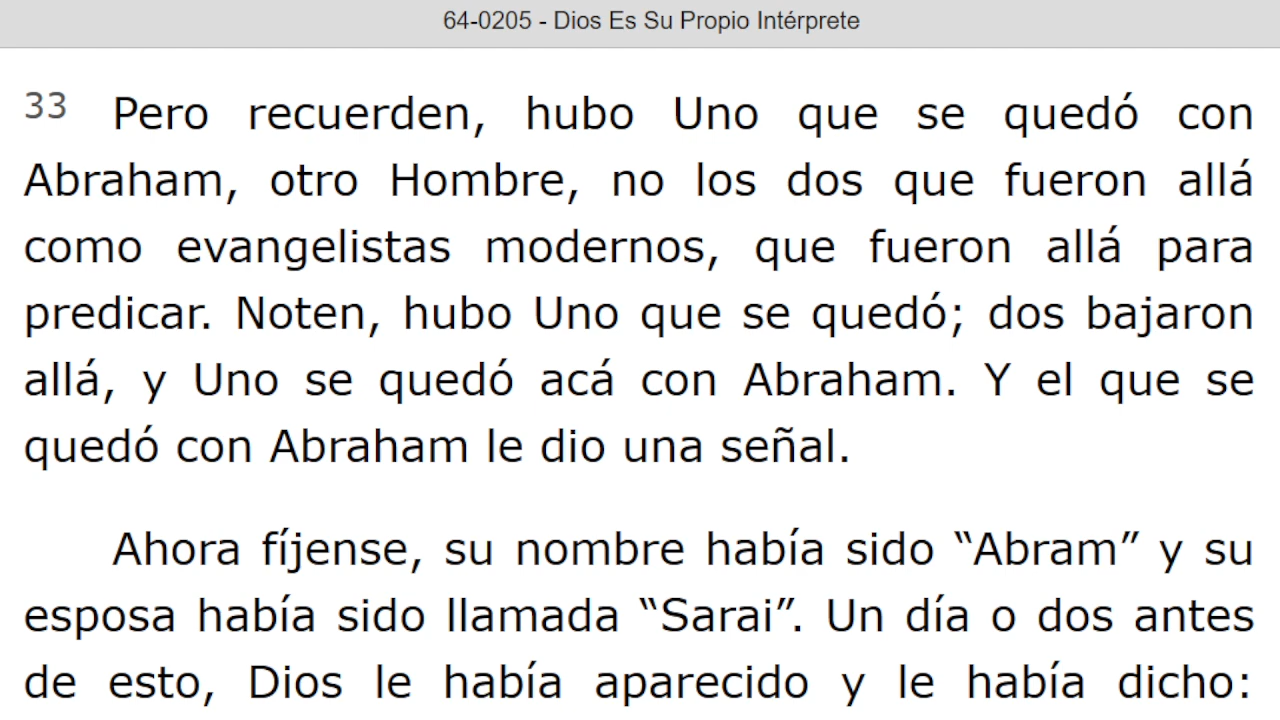 64-0205 - Dios Es Su Propio Intérprete
33 Pero recuerden, hubo Uno que se quedó con
Abraham, otro Hombre, no los dos que fueron allá
como evangelistas modernos, que fueron allá para
predicar. Noten, hubo Uno que se quedó; dos bajaron
allá, y Uno se quedó acá con Abraham. Y el que se
quedó con Abraham le dio una señal.
Ahora fíjense, su nombre había sido “Abram” y su
esposa había sido llamada “Sarai”. Un día o dos antes
de esto, Dios le había aparecido y le había dicho: